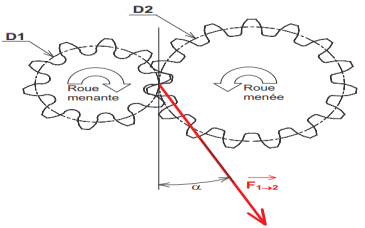 D2
D1
Roue
menante
Roue
menée
α
F1→2